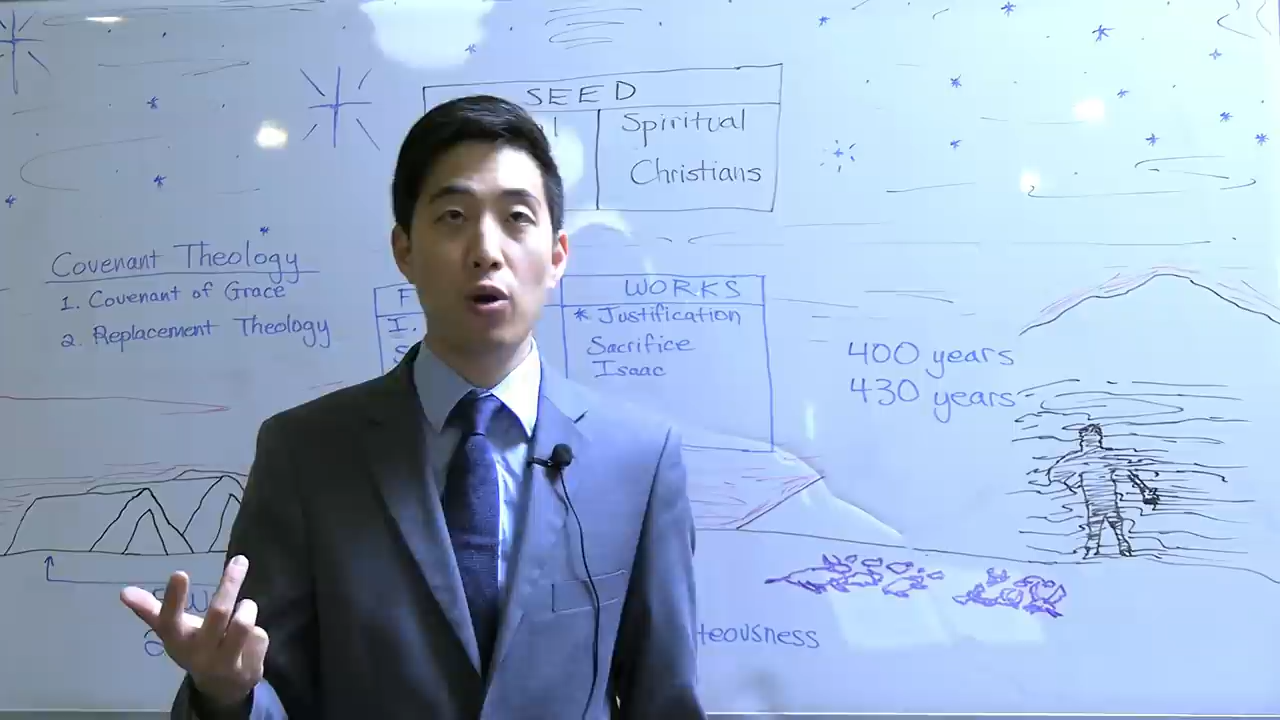 SEED
Spiritual
Christians
Covenant Theology
1. Covenant of Grace
2. Replacement Theology
WORKS
* Justification
Sacrifice
Isaac
I.
400 years
430 years
teousness